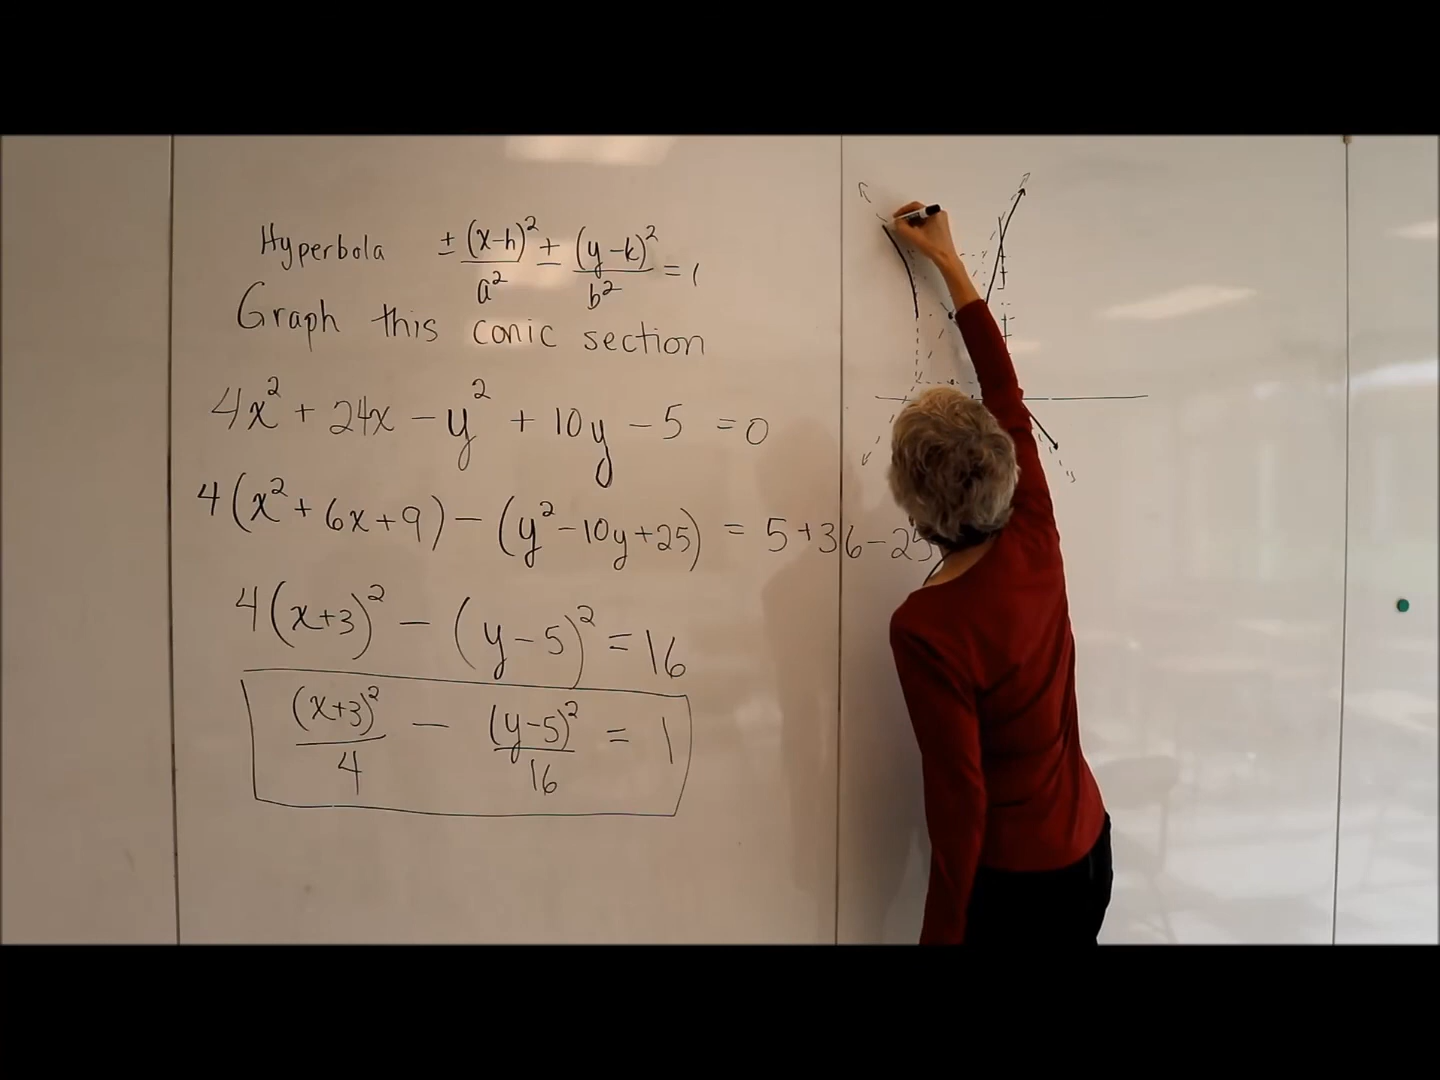 Hyperbola ± (x-h)²/a² ± (y-k)²/b² = 1
Graph this conic section
4x² + 24x - y² + 10y - 5 = 0
4(x² + 6x + 9) - (y² - 10y + 25) = 5 + 36 - 25
4(x+3)² - (y-5)² = 16
(x+3)²/4 - (y-5)²/16 = 1